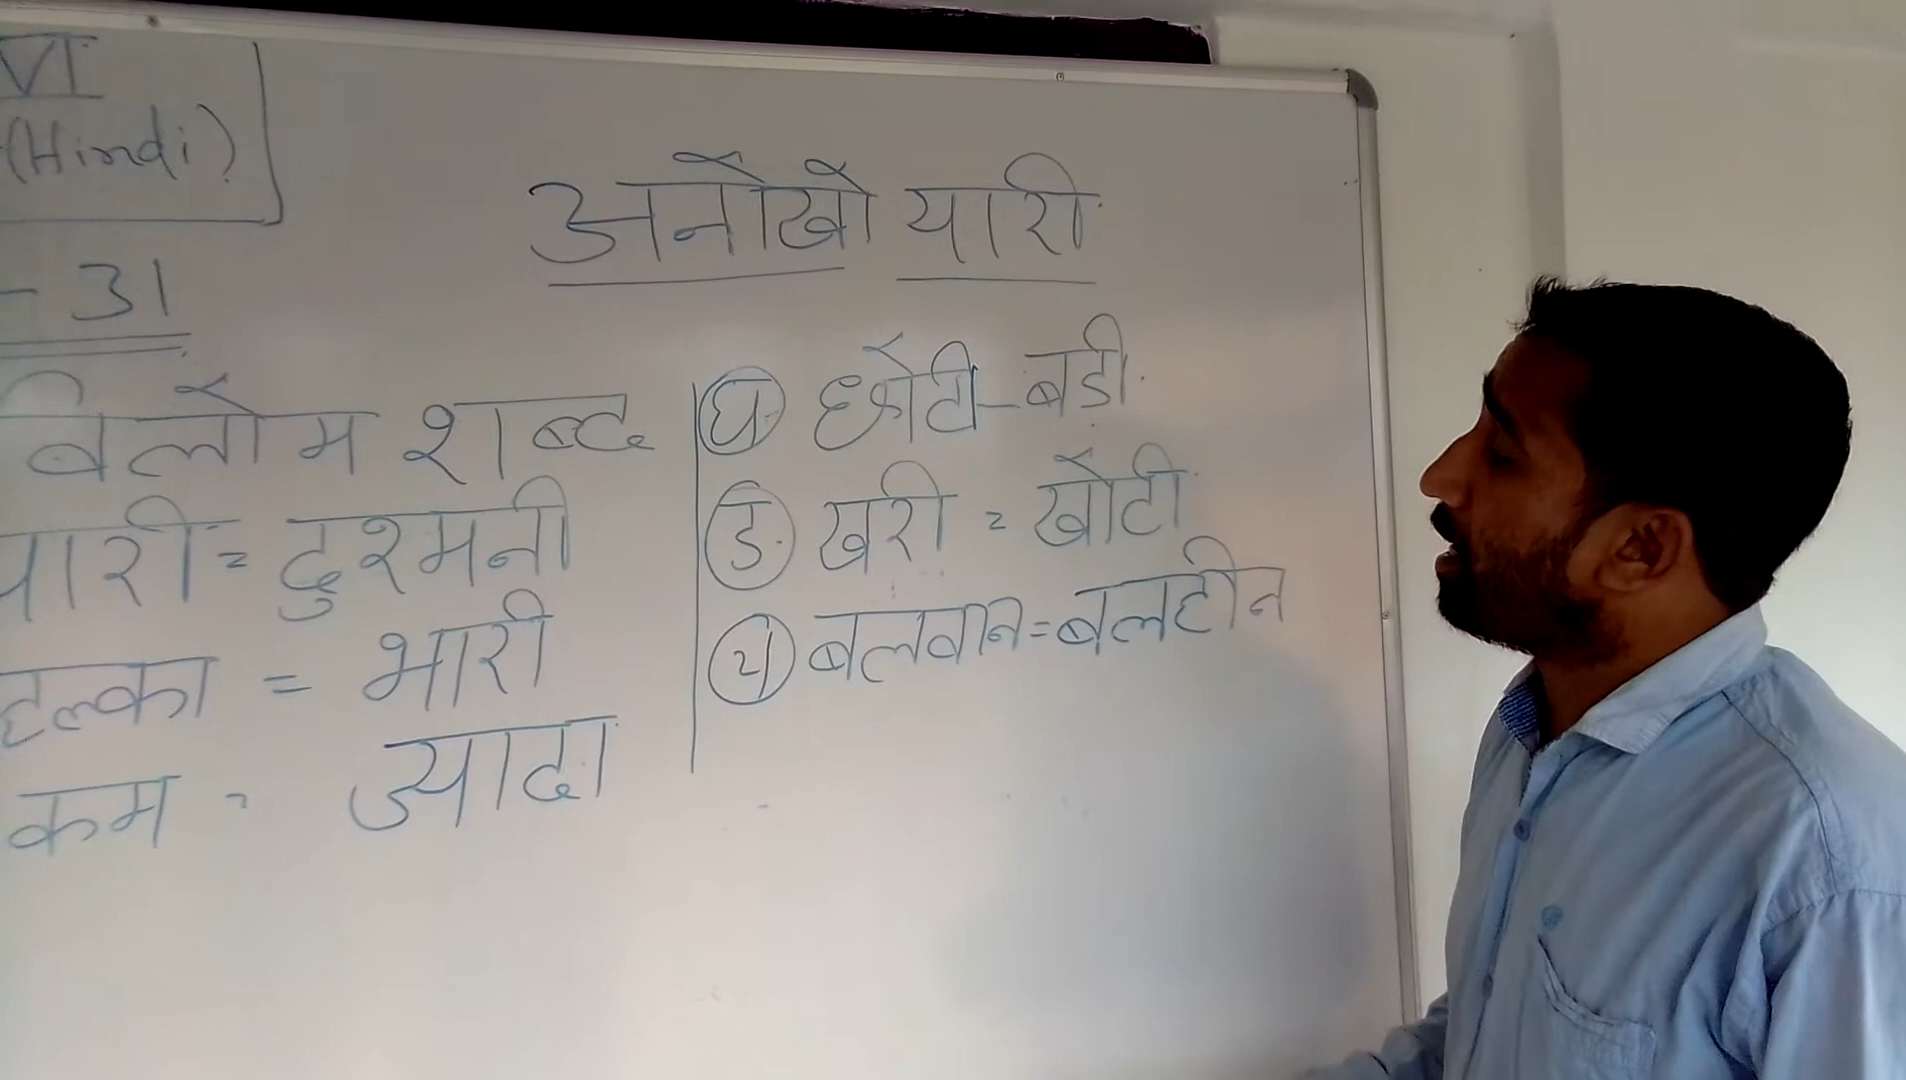 VI
(Hindi)
- 31
अनोखो यारी
विलोम शब्द
यारी = दुश्मनी
हल्का = भारी
कम - ज्यादा
घ छोटी - बड़ी
ड. खरी = खोटी
च बलवान = बलहीन